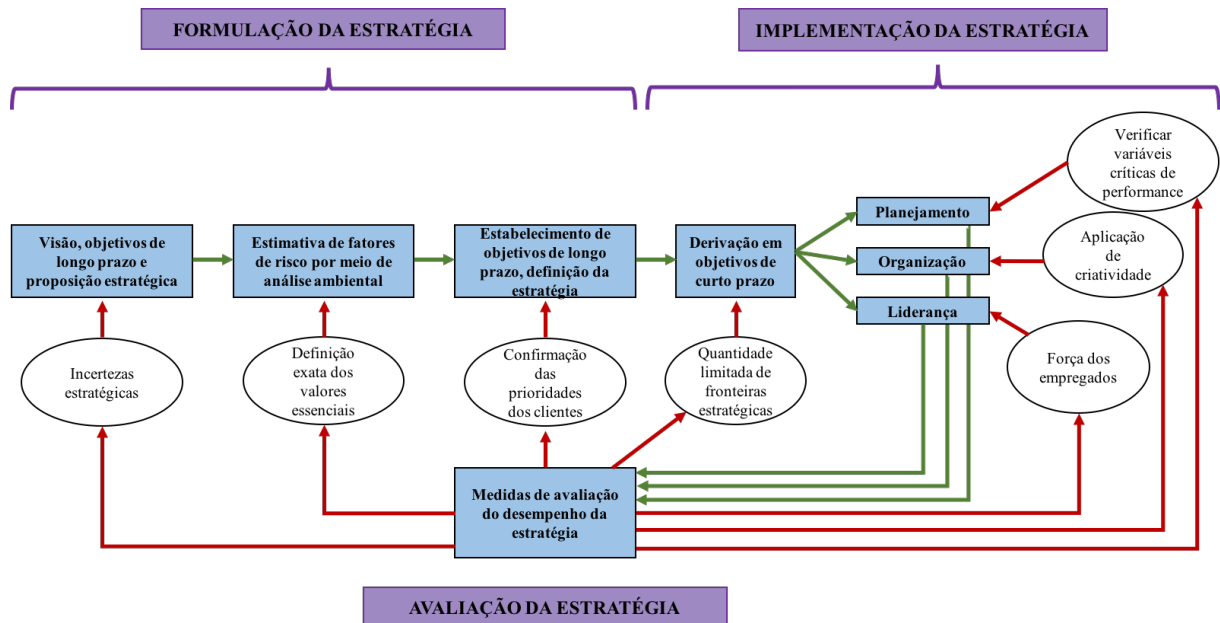 FORMULAÇÃO DA ESTRATÉGIA
IMPLEMENTAÇÃO DA ESTRATÉGIA
Visão, objetivos de
longo prazo e
proposição estratégica
Estimativa de fatores
de risco por meio de
análise ambiental
Estabelecimento de
objetivos de longo
prazo, definição da
estratégia
Derivação em
objetivos de
curto prazo
Planejamento
Organização
Liderança
Verificar
variáveis
críticas de
performance
Aplicação
de
criatividade
Força dos
empregados
Incertezas
estratégicas
Definição
exata dos
valores
essenciais
Confirmação
das
prioridades
dos clientes
Quantidade
limitada de
fronteiras
estratégicas
Medidas de avaliação
do desempenho da
estratégia
AVALIAÇÃO DA ESTRATÉGIA